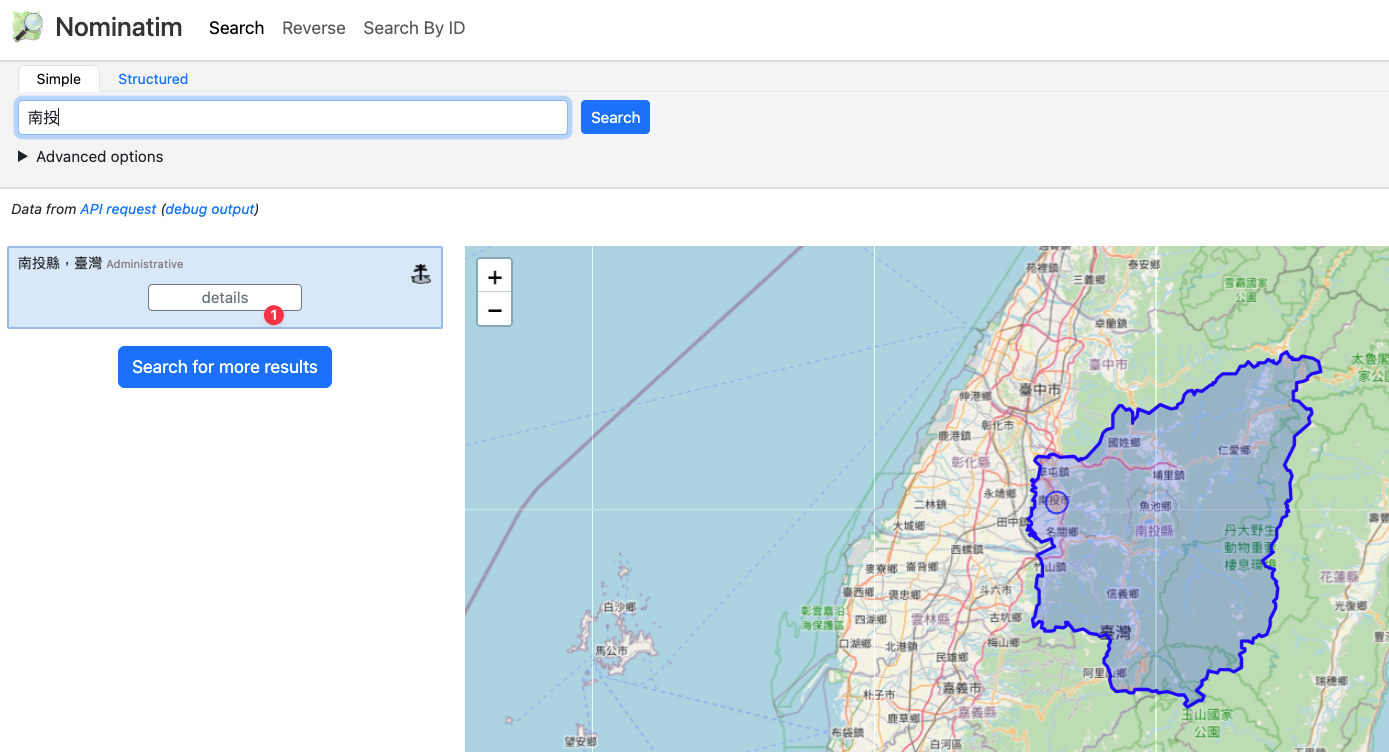 Nominatim Search Reverse Search By ID
Simple Structured
南投
Search
Advanced options
Data from API request (debug output)
南投縣，臺灣 Administrative
details
1
Search for more results
+
−
苑裡鎮
泰安鄉
三義鄉
雪霸國家
公園
卓蘭鎮
臺中市
太魯閣
家公園
臺中市
伸港鄉
彰化市
鹿港鎮
國姓鄉
仁愛鄉
彰化縣
草屯鎮
埔里鎮
永靖鄉
南投市
二林鎮
魚池鄉
大城鄉
田中鎮
名間鄉
南投縣
丹大野生
動物重要
棲息環境
西螺鎮
竹山鎮
麥寮鄉
崙背鄉
花蓮縣
臺西鄉
褒忠鄉
斗六市
信義鄉
白沙鄉
彰雲嘉沿
海保護區
四湖鄉
雲林縣
古坑鄉
光復鄉
臺灣
口湖鄉
北港鎮
梅山鄉
馬公市
民雄鄉
阿里山鄉
瑞穗鄉
朴子市
嘉義市
嘉義縣
鹿草鄉
玉山國家
公園
布袋鎮
望安鄉
白河區